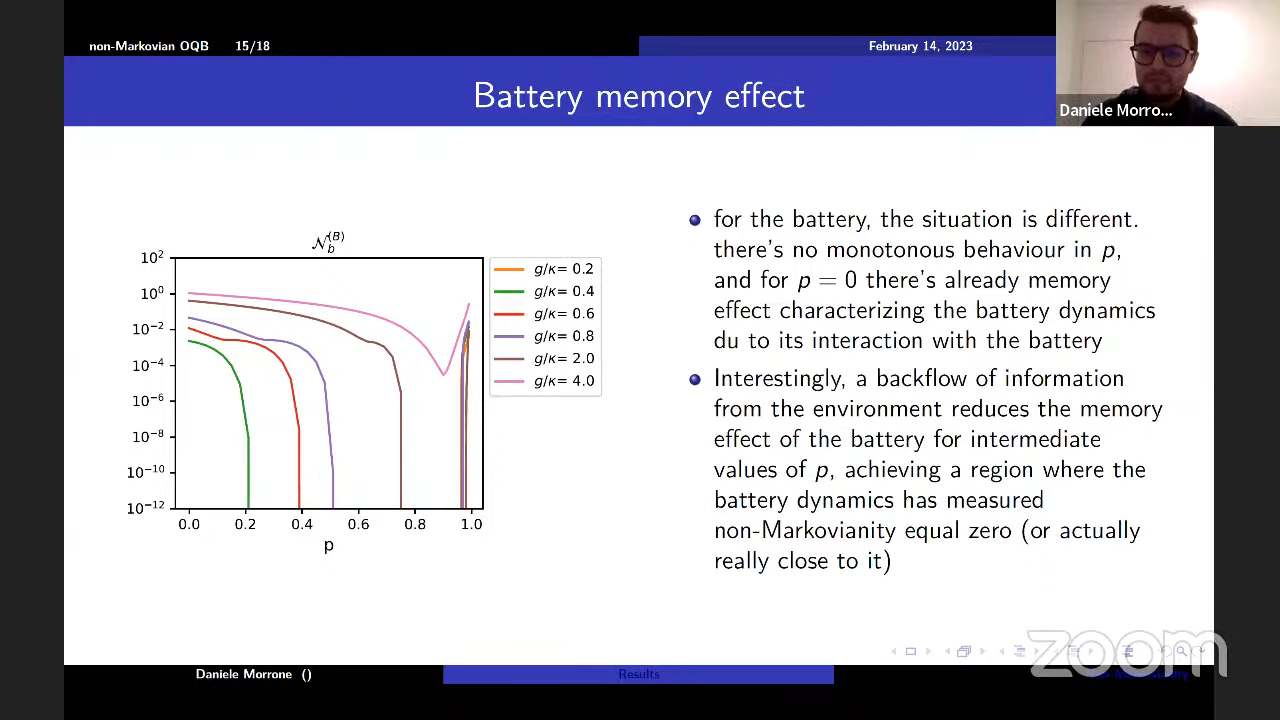 non-Markovian OQB 15/18
February 14, 2023
Battery memory effect
Daniele Morro...
for the battery, the situation is different.
there's no monotonous behaviour in p,
and for p = 0 there's already memory
effect characterizing the battery dynamics
du to its interaction with the battery
Interestingly, a backflow of information
from the environment reduces the memory
effect of the battery for intermediate
values of p, achieving a region where the
battery dynamics has measured
non-Markovianity equal zero (or actually
really close to it)
𝒩_b^(B)
10^2
10^0
10^−2
10^−4
10^−6
10^−8
10^−10
10^−12
0.0 0.2 0.4 0.6 0.8 1.0
p
g/κ= 0.2
g/κ= 0.4
g/κ= 0.6
g/κ= 0.8
g/κ= 2.0
g/κ= 4.0
zoom
Daniele Morrone ()
Results